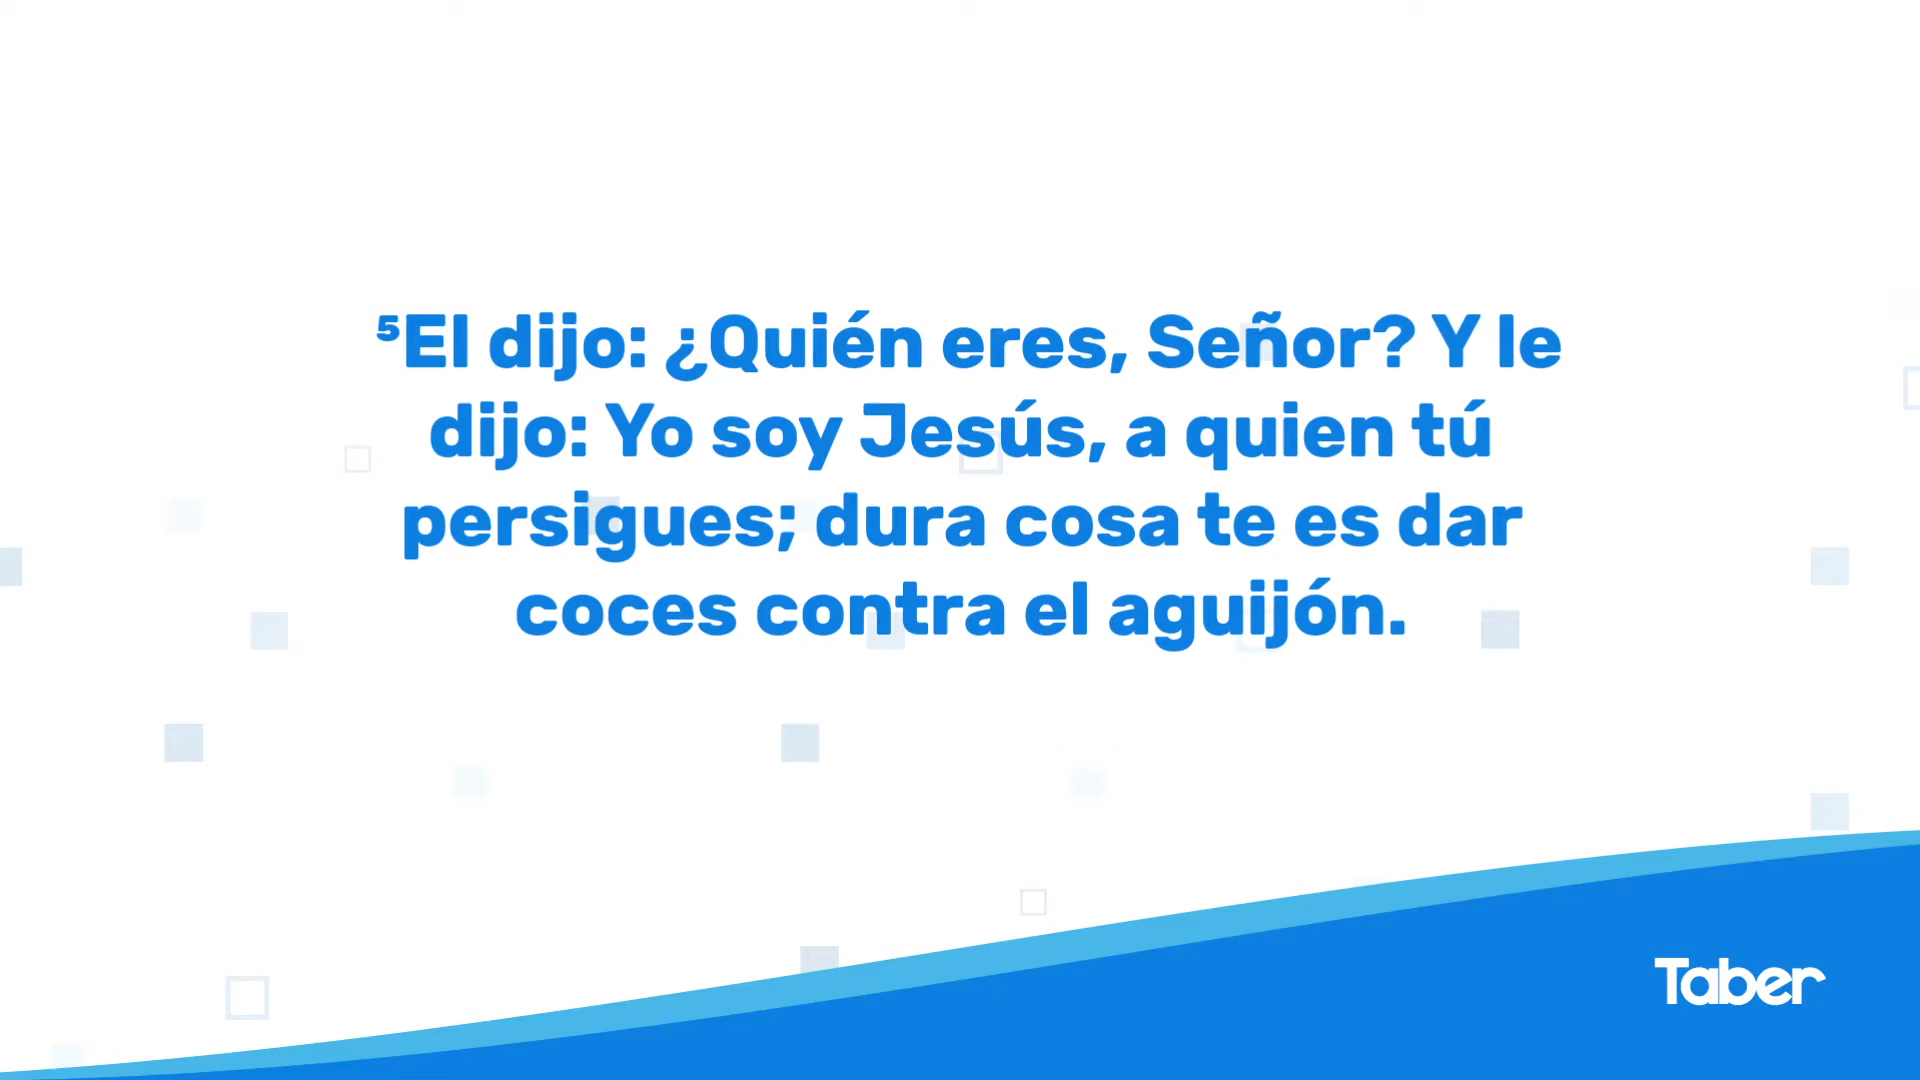 ⁵El dijo: ¿Quién eres, Señor? Y le
dijo: Yo soy Jesús, a quien tú
persigues; dura cosa te es dar
coces contra el aguijón.
Taber